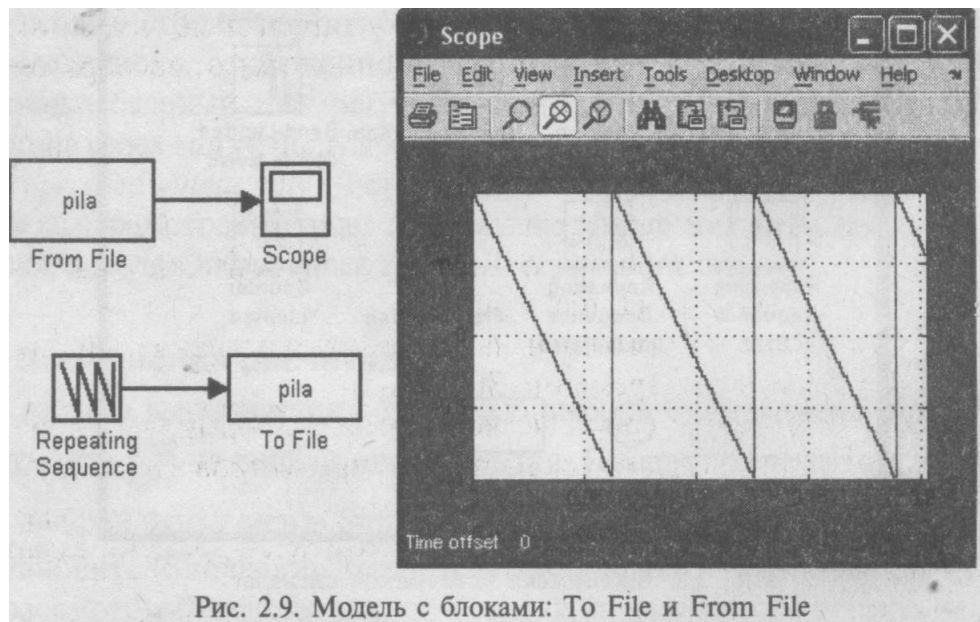 Scope
File Edit View Insert Tools Desktop Window Help
pila
From File
Scope
Repeating
Sequence
pila
To File
Time offset 0
Рис. 2.9. Модель с блоками: To File и From File